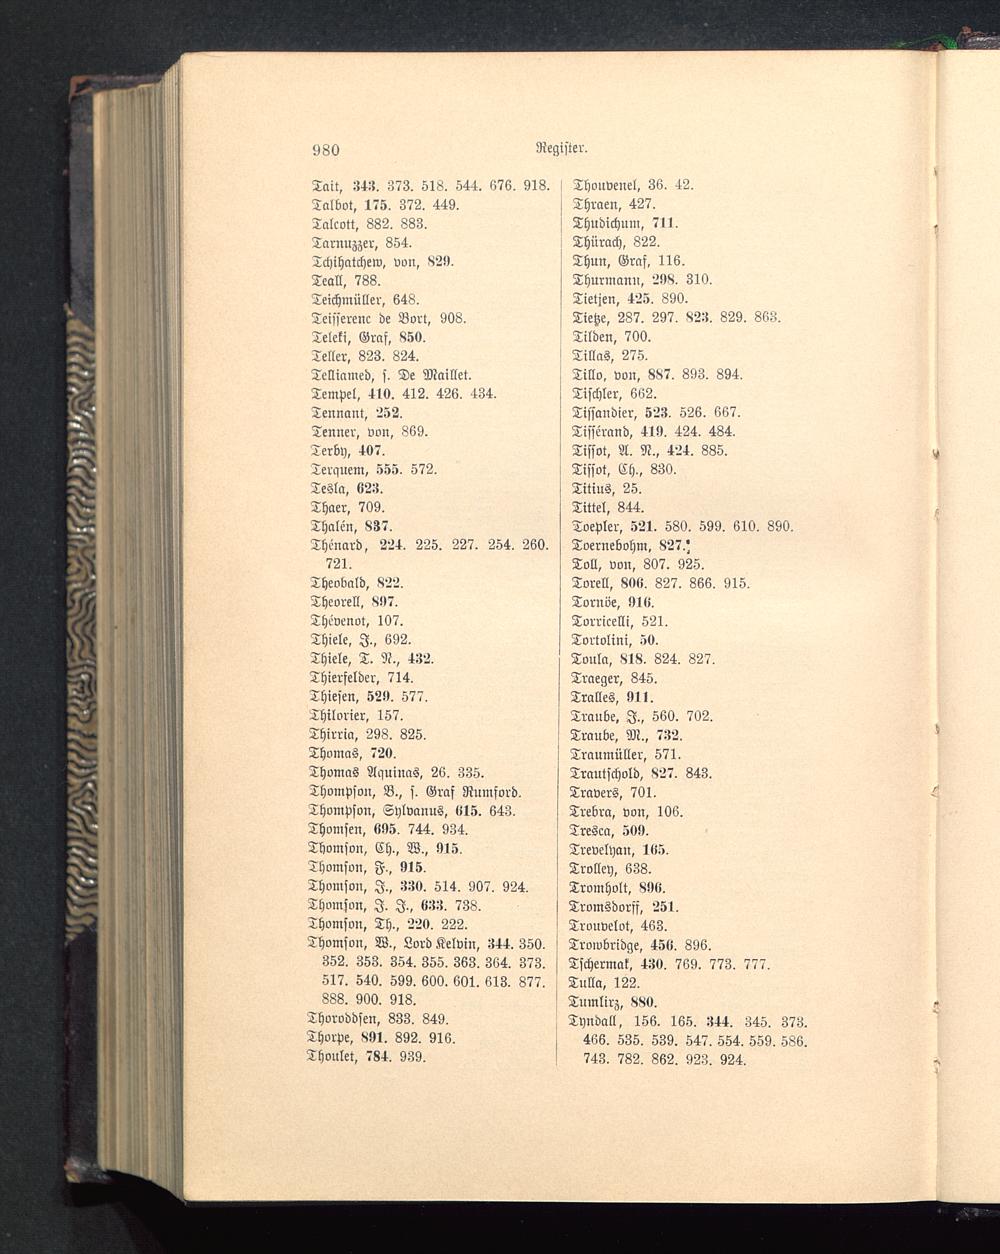 980
Register.
Tait, 343. 373. 518. 544. 676. 918.
Talbot, 175. 372. 449.
Talcott, 882. 883.
Tarnuzzer, 854.
Tchihatchew, von, 829.
Teall, 788.
Teichmüller, 648.
Teisserenc de Bort, 908.
Teleki, Graf, 850.
Teller, 823. 824.
Telliamed, s. De Maillet.
Tempel, 410. 412. 426. 434.
Tennant, 252.
Tenner, von, 869.
Terby, 407.
Terquem, 555. 572.
Tesla, 623.
Thaer, 709.
Thalén, 837.
Thénard, 224. 225. 227. 254. 260.
721.
Theobald, 822.
Theorell, 897.
Thévenot, 107.
Thiele, J., 692.
Thiele, T. N., 432.
Thierfelder, 714.
Thiesen, 529. 577.
Thilorier, 157.
Thirria, 298. 825.
Thomas, 720.
Thomas Aquinas, 26. 335.
Thompson, B., s. Graf Rumford.
Thompson, Sylvanus, 615. 643.
Thomsen, 695. 744. 934.
Thomson, Ch., W., 915.
Thomson, F., 915.
Thomson, J., 330. 514. 907. 924.
Thomson, J. J., 633. 738.
Thomson, Th., 220. 222.
Thomson, W., Lord Kelvin, 344. 350.
352. 353. 354. 355. 363. 364. 373.
517. 540. 599. 600. 601. 613. 877.
888. 900. 918.
Thoroddsen, 833. 849.
Thorpe, 891. 892. 916.
Thoulet, 784. 939.
Thouvenel, 36. 42.
Thraen, 427.
Thudichum, 711.
Thürach, 822.
Thun, Graf, 116.
Thurmann, 298. 310.
Tietjen, 425. 890.
Tietze, 287. 297. 823. 829. 863.
Tilden, 700.
Tillas, 275.
Tillo, von, 887. 893. 894.
Tischler, 662.
Tissandier, 523. 526. 667.
Tissérand, 419. 424. 484.
Tissot, A. N., 424. 885.
Tissot, Ch., 830.
Titius, 25.
Tittel, 844.
Toepler, 521. 580. 599. 610. 890.
Toernebohm, 827.
Toll, von, 807. 925.
Torell, 806. 827. 866. 915.
Tornöe, 916.
Torricelli, 521.
Tortolini, 50.
Toula, 818. 824. 827.
Traeger, 845.
Tralles, 911.
Traube, J., 560. 702.
Traube, M., 732.
Traumüller, 571.
Trautschold, 827. 843.
Travers, 701.
Trebra, von, 106.
Tresca, 509.
Trevelyan, 165.
Trolley, 638.
Tromholt, 896.
Tromsdorff, 251.
Trouvelot, 463.
Trowbridge, 456. 896.
Tschermak, 430. 769. 773. 777.
Tulla, 122.
Tumlirz, 880.
Tyndall, 156. 165. 344. 345. 373.
466. 535. 539. 547. 554. 559. 586.
743. 782. 862. 923. 924.